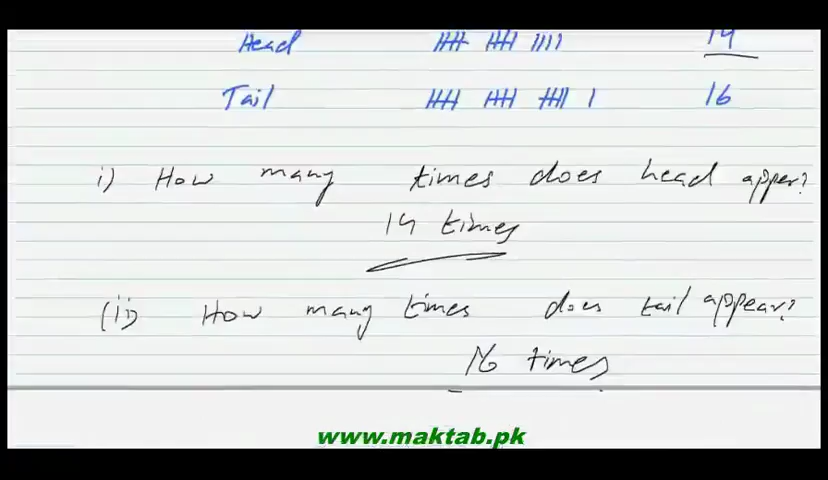 Head 𝍸 𝍸 |||| 14
Tail 𝍸 𝍸 𝍸 | 16
i) How many times does head apper?
14 times
(ii) How many times does tail appear?
16 times
www.maktab.pk